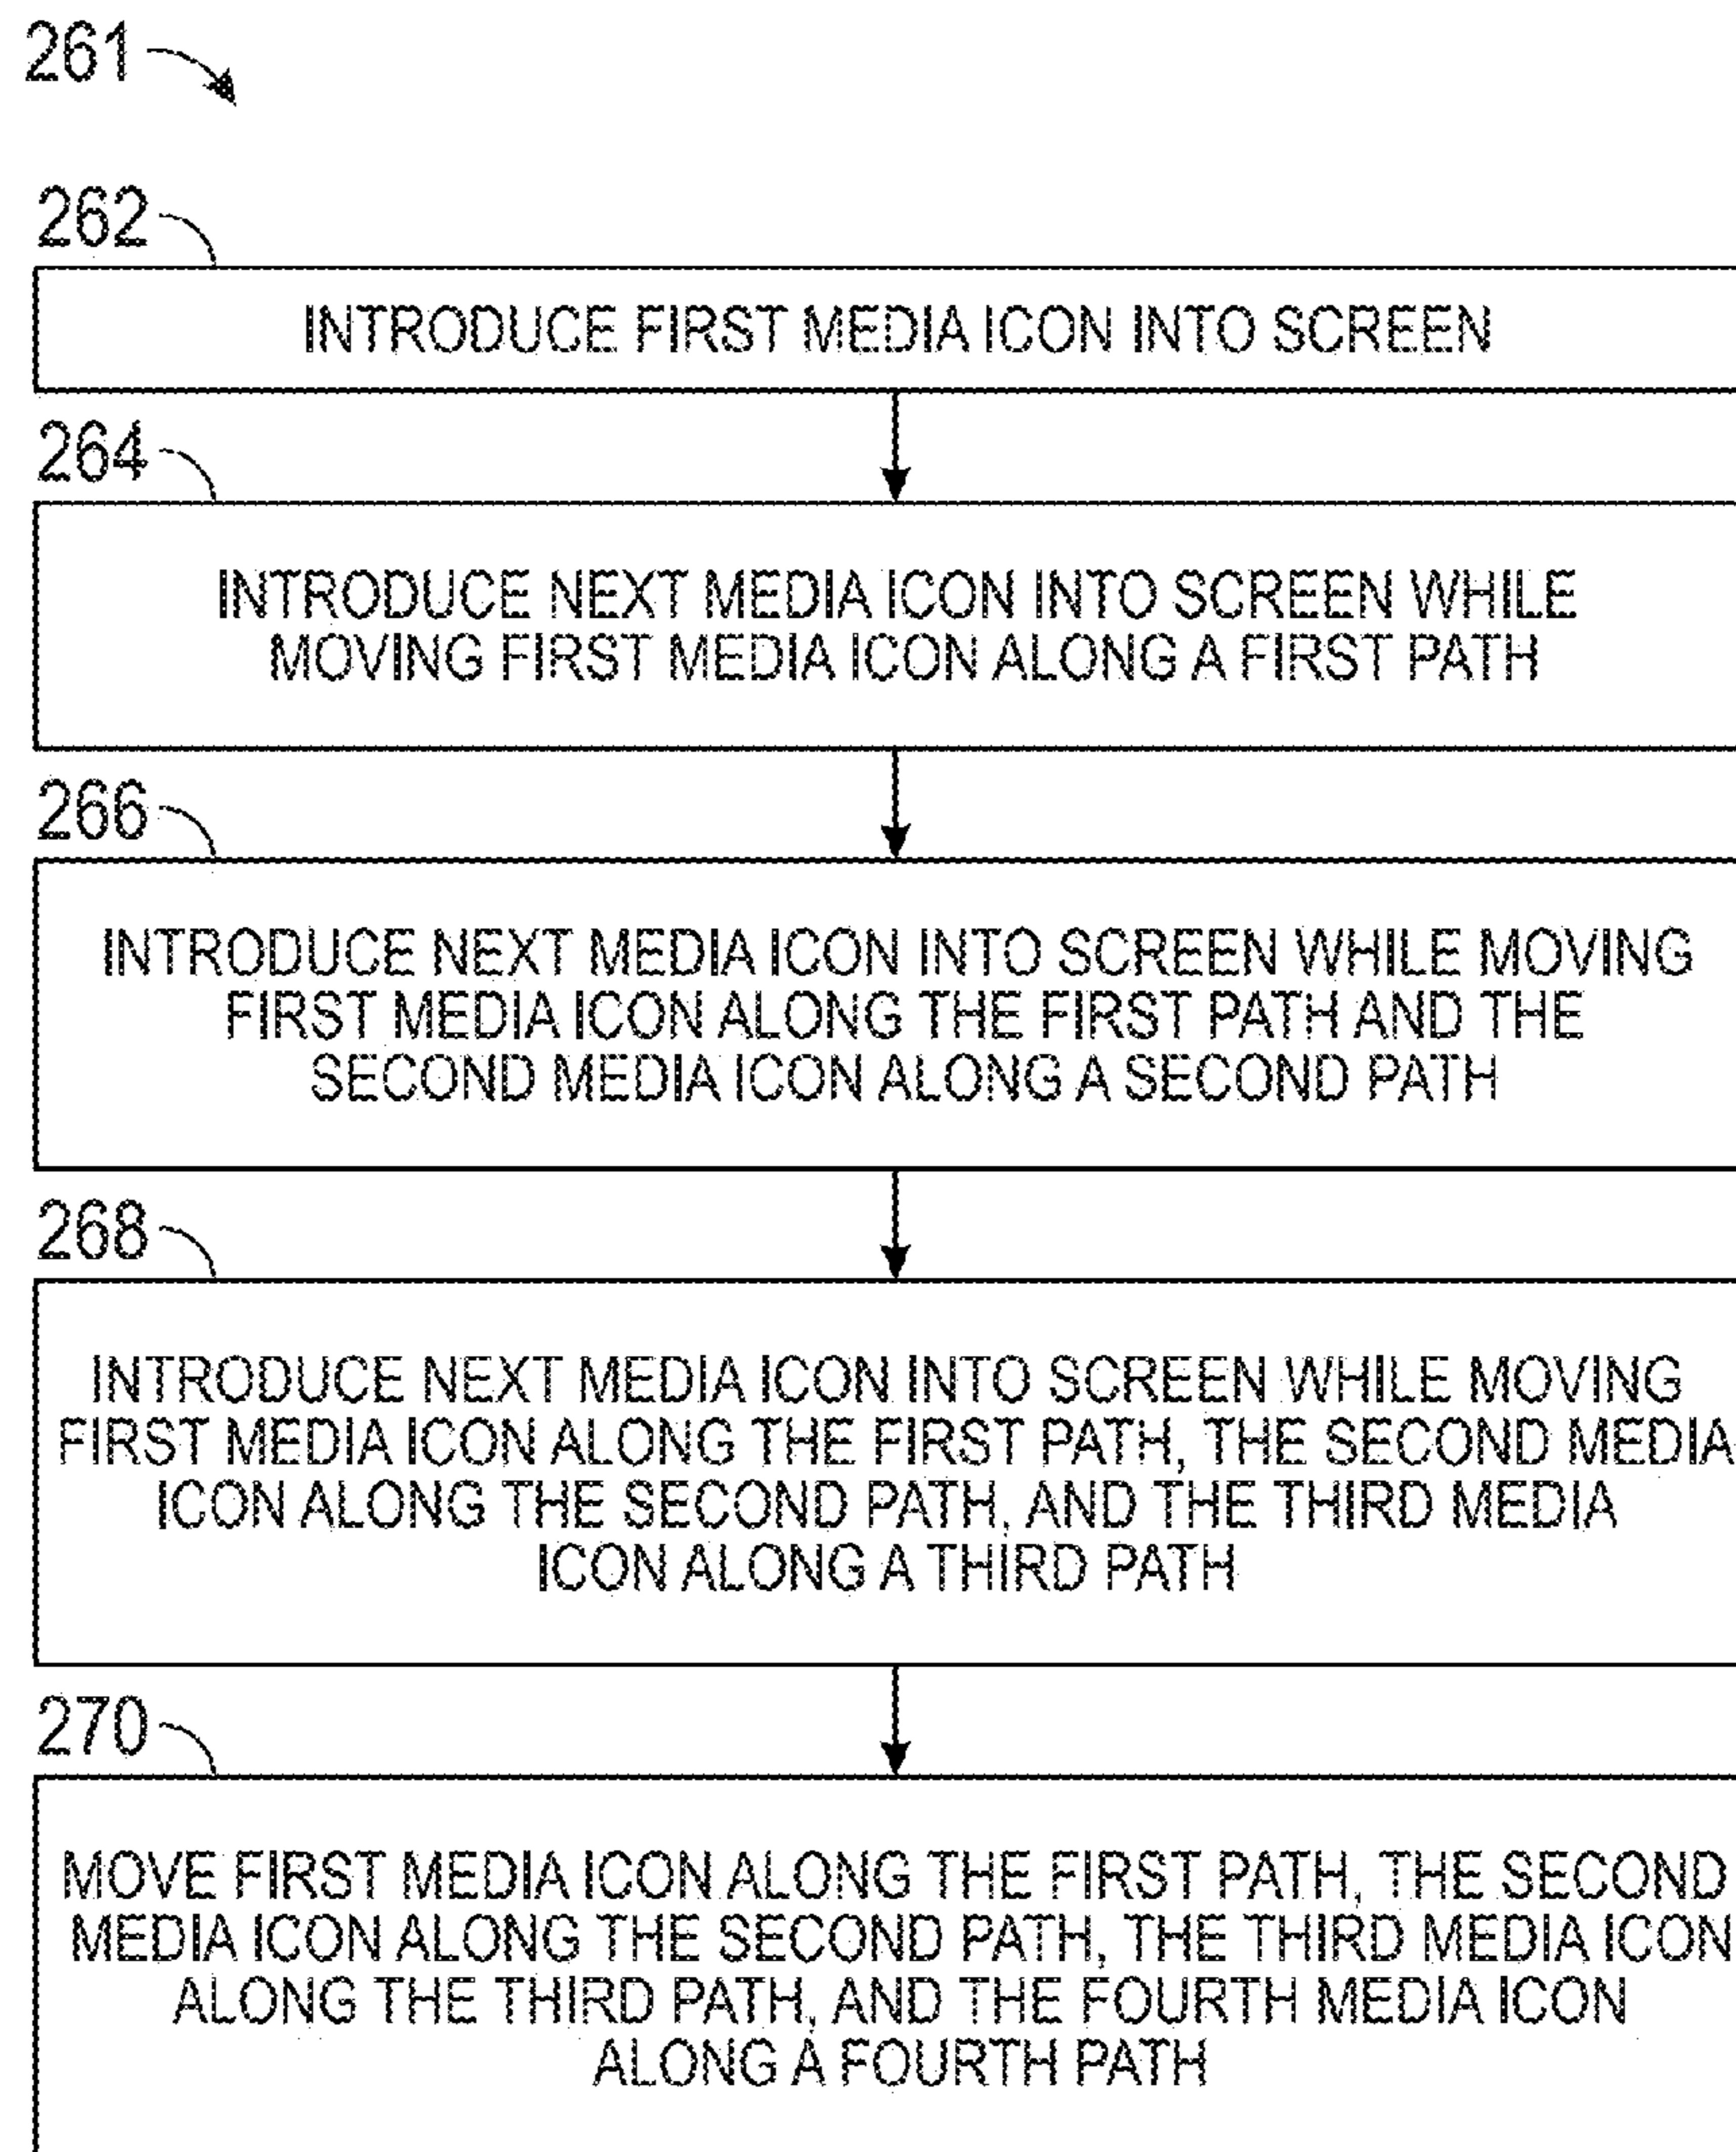 261
262
INTRODUCE FIRST MEDIA ICON INTO SCREEN
264
INTRODUCE NEXT MEDIA ICON INTO SCREEN WHILE
MOVING FIRST MEDIA ICON ALONG A FIRST PATH
266
INTRODUCE NEXT MEDIA ICON INTO SCREEN WHILE MOVING
FIRST MEDIA ICON ALONG THE FIRST PATH AND THE
SECOND MEDIA ICON ALONG A SECOND PATH
268
INTRODUCE NEXT MEDIA ICON INTO SCREEN WHILE MOVING
FIRST MEDIA ICON ALONG THE FIRST PATH, THE SECOND MEDIA
ICON ALONG THE SECOND PATH, AND THE THIRD MEDIA
ICON ALONG A THIRD PATH
270
MOVE FIRST MEDIA ICON ALONG THE FIRST PATH, THE SECOND
MEDIA ICON ALONG THE SECOND PATH, THE THIRD MEDIA ICON
ALONG THE THIRD PATH, AND THE FOURTH MEDIA ICON
ALONG A FOURTH PATH